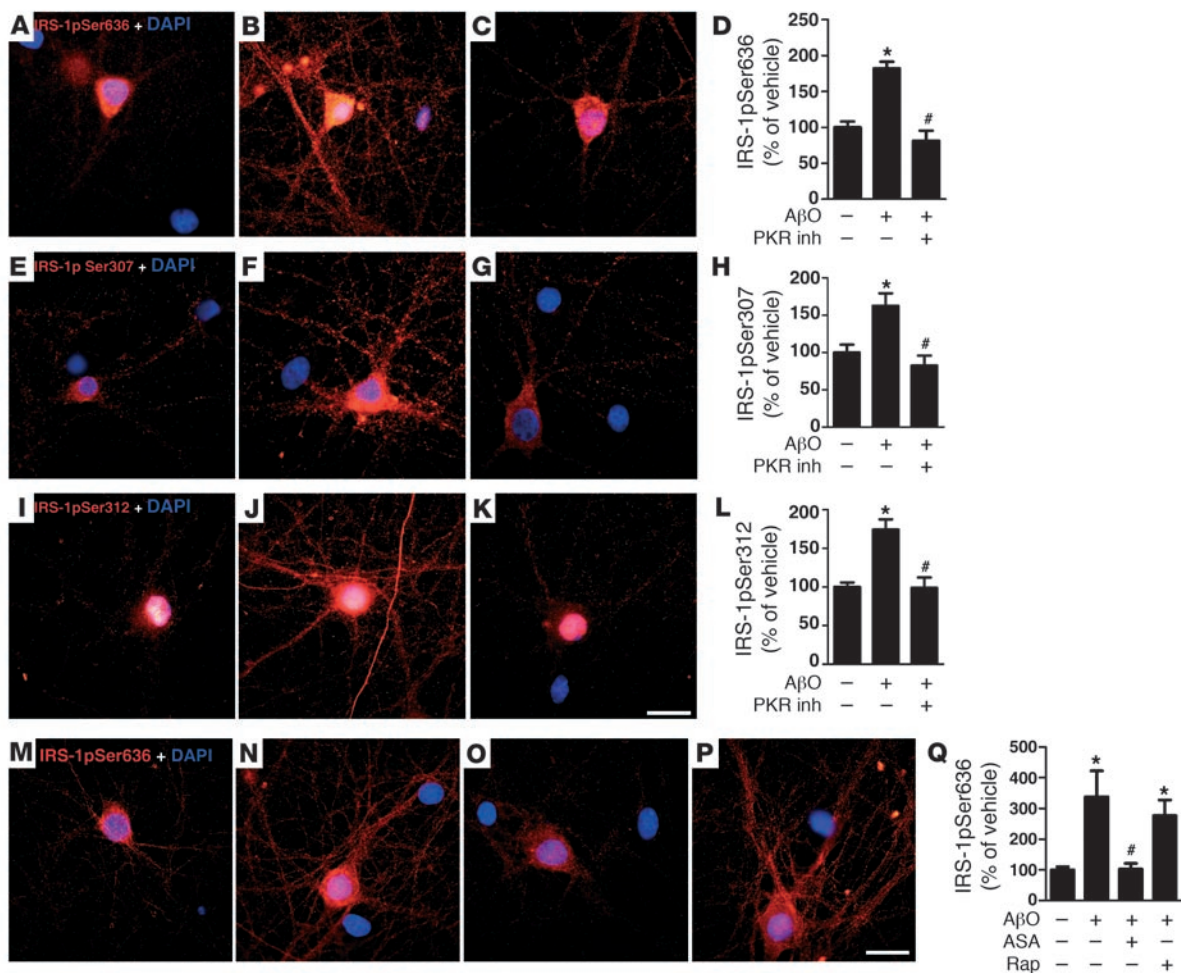 A IRS-1pSer636 + DAPI
B
C
D
IRS-1pSer636
(% of vehicle)
250
200
150
100
50
0
*
#
AβO – + +
PKR inh – – +
E IRS-1p Ser307 + DAPI
F
G
H
IRS-1pSer307
(% of vehicle)
200
150
100
50
0
*
#
AβO – + +
PKR inh – – +
I IRS-1pSer312 + DAPI
J
K
L
IRS-1pSer312
(% of vehicle)
200
150
100
50
0
*
#
AβO – + +
PKR inh – – +
M IRS-1pSer636 + DAPI
N
O
P
Q
IRS-1pSer636
(% of vehicle)
500
400
300
200
100
0
*
#
*
AβO – + + +
ASA – – + –
Rap – – – +